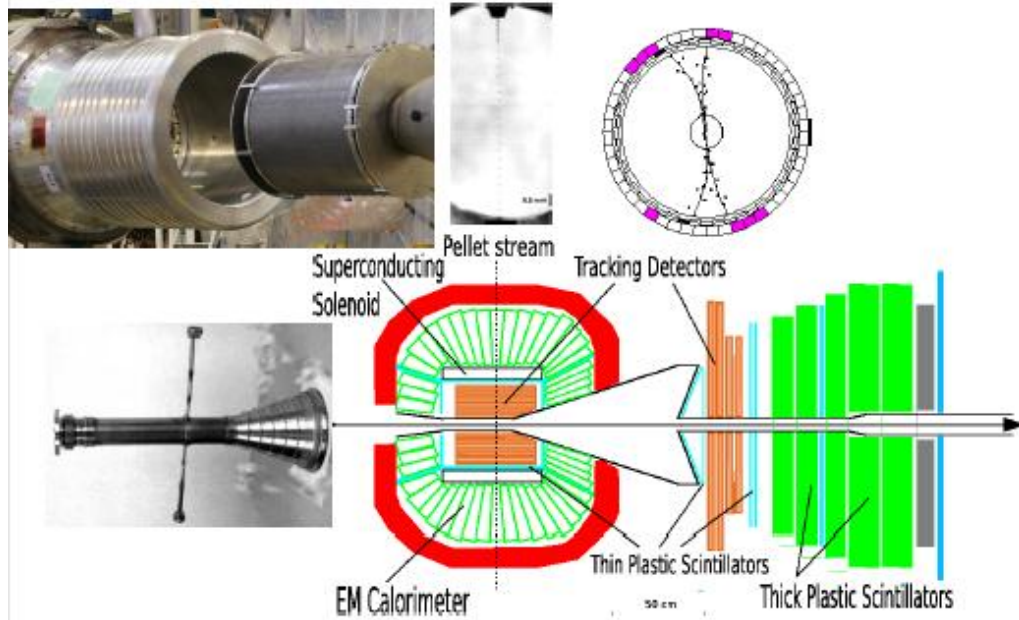 Pellet stream
Superconducting
Solenoid
Tracking Detectors
Thin Plastic Scintillators
EM Calorimeter
50 cm
Thick Plastic Scintillators